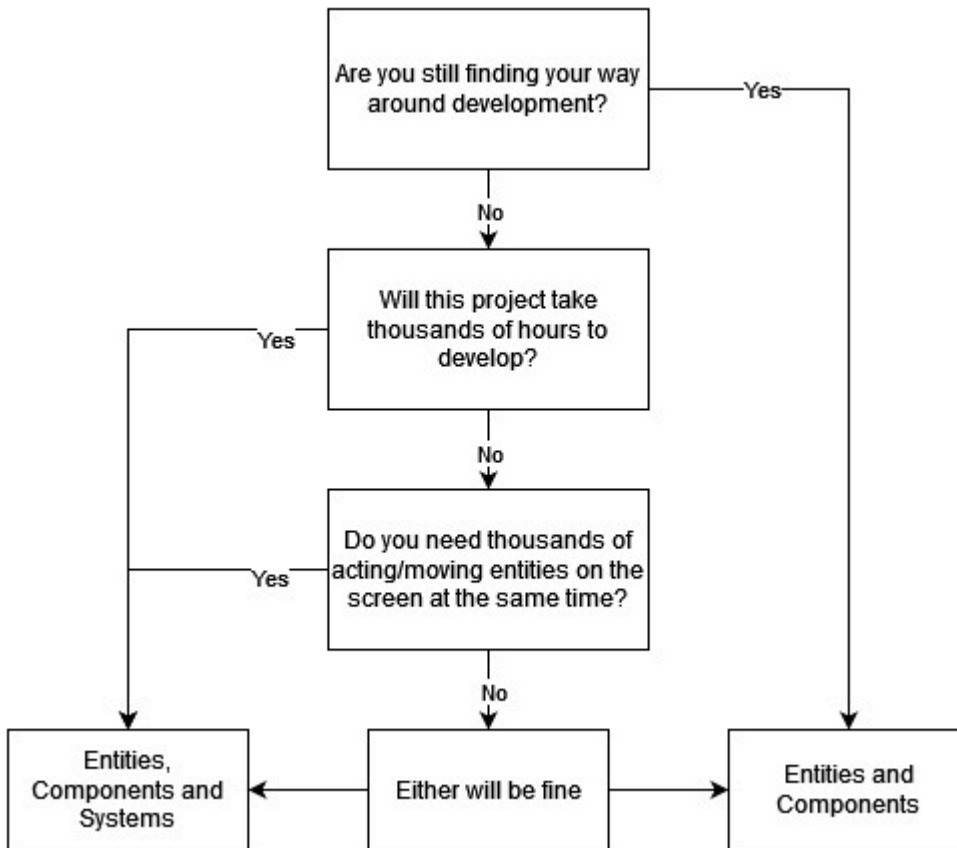 Are you still finding your way
around development?
Yes
No
Will this project take
thousands of hours to
develop?
Yes
No
Do you need thousands of
acting/moving entities on the
screen at the same time?
Yes
No
Entities,
Components and
Systems
Either will be fine
Entities and
Components